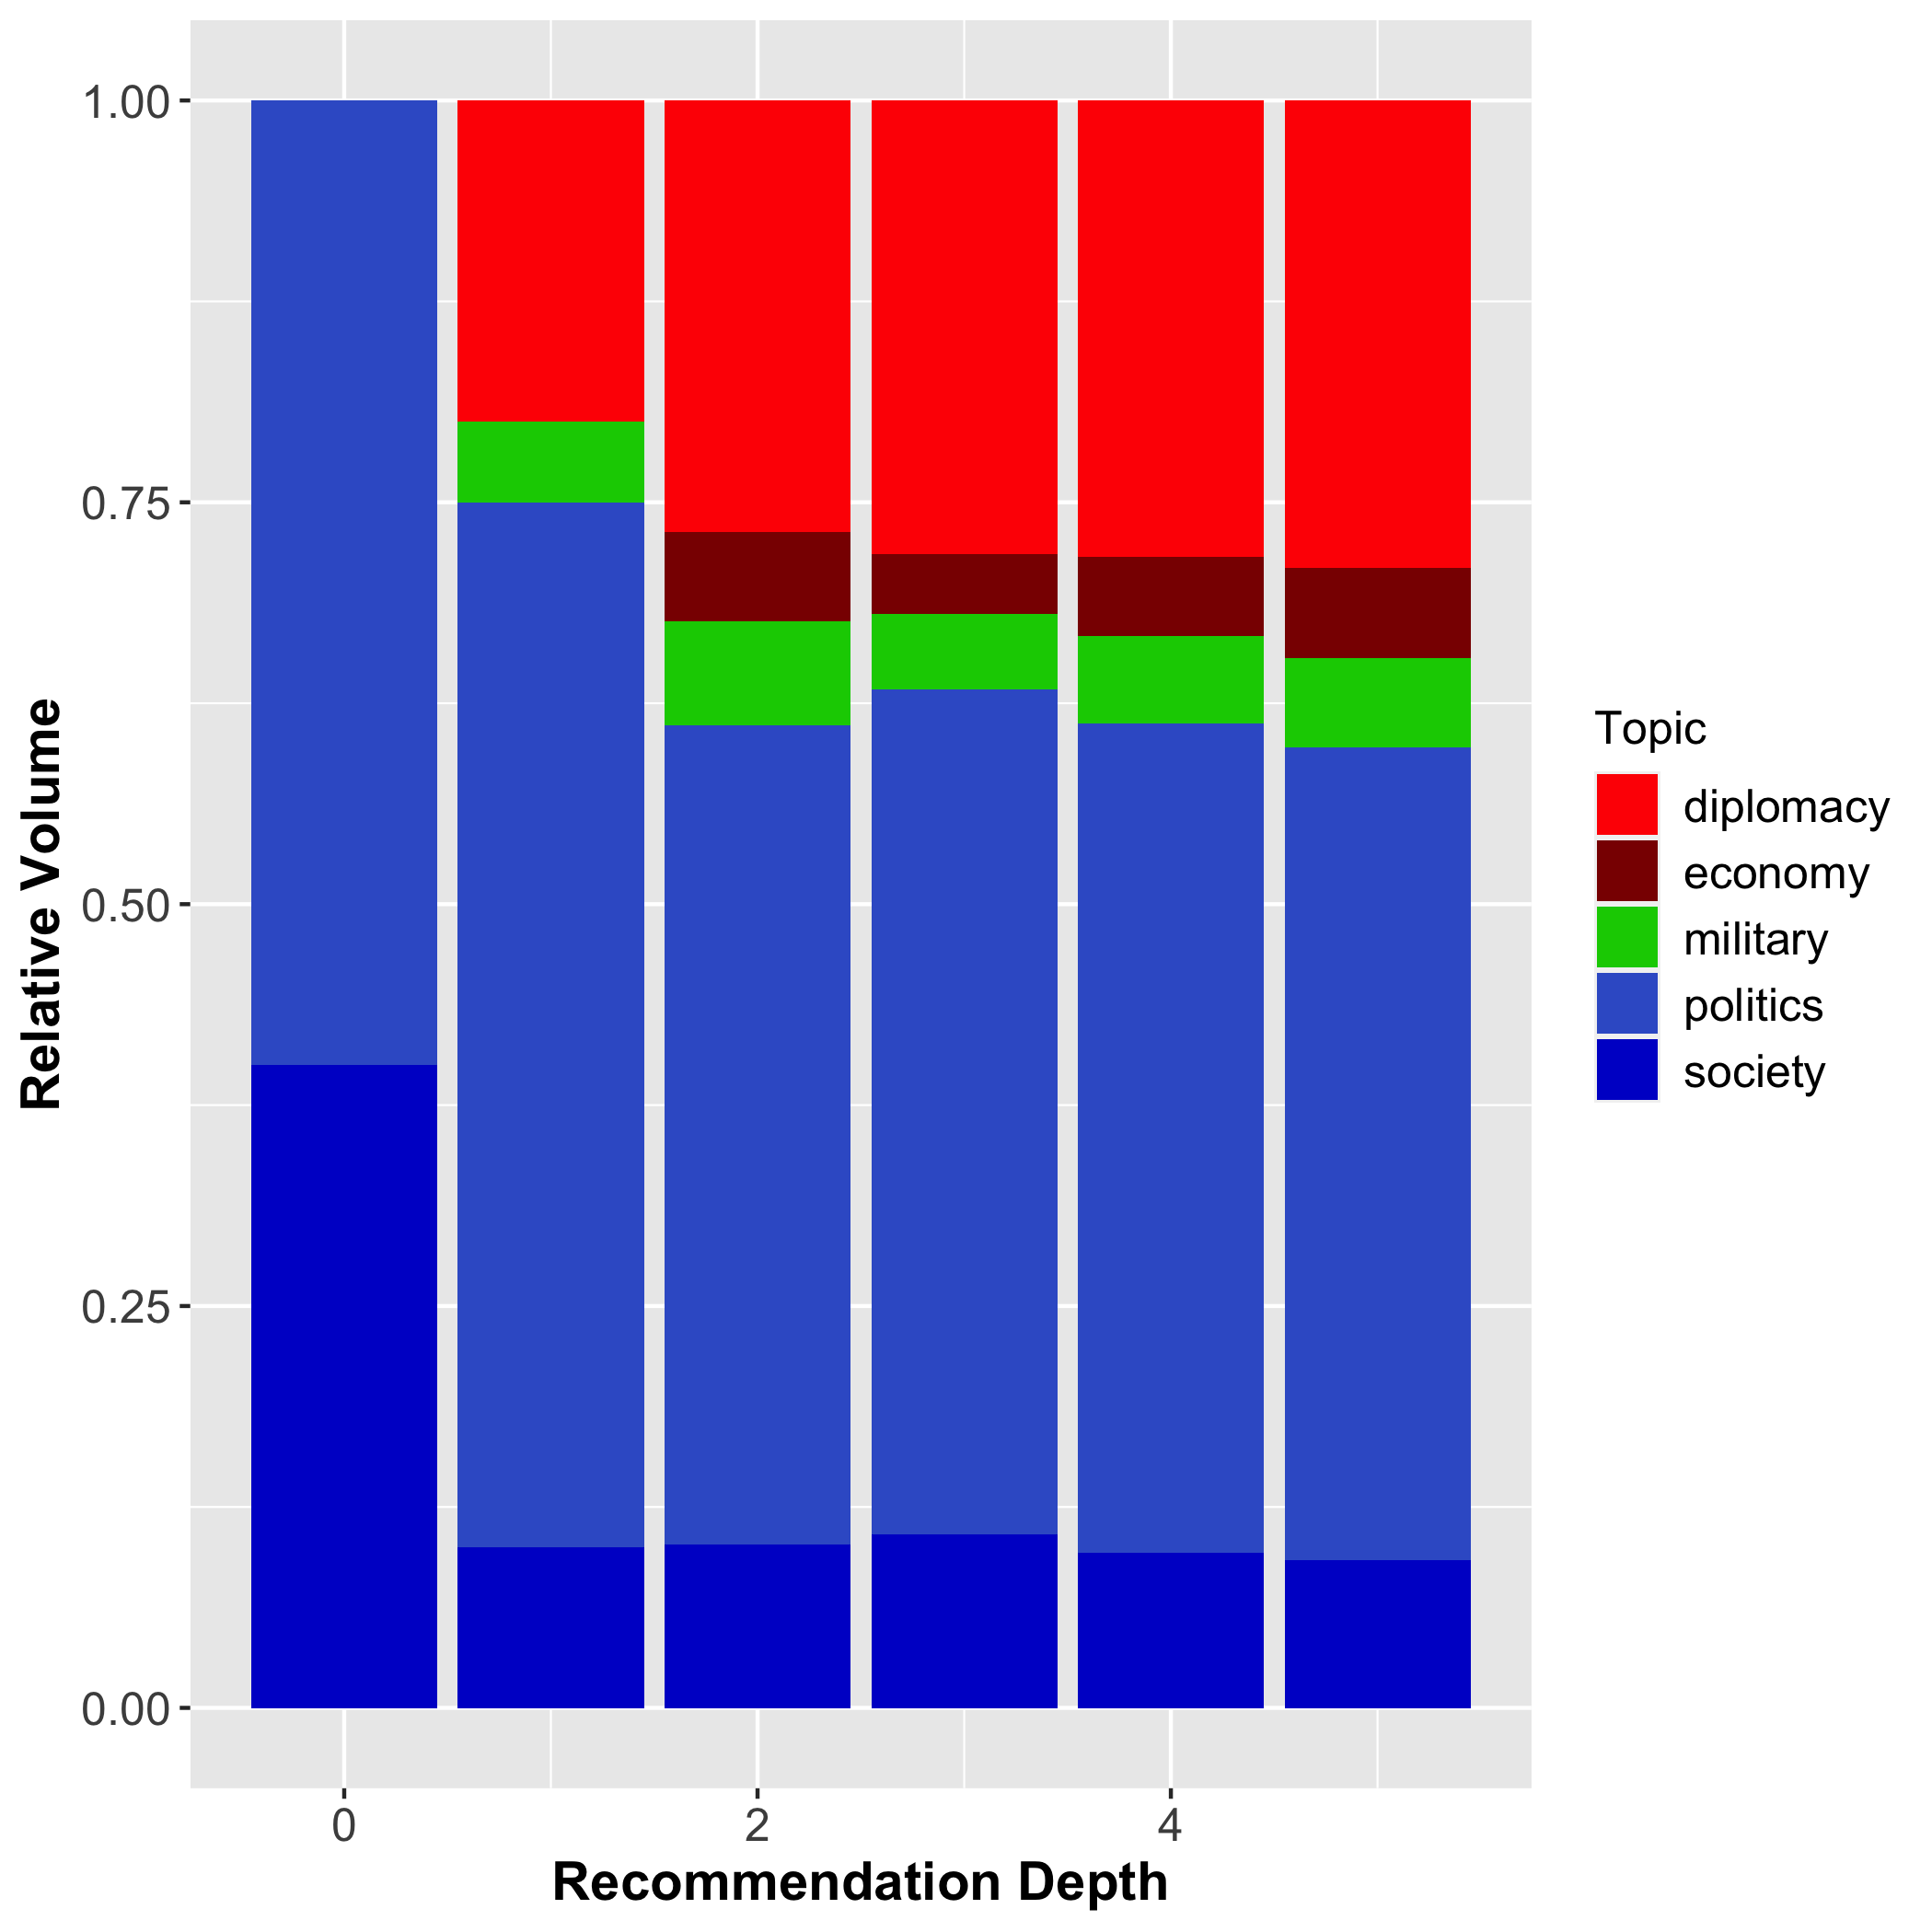 1.00
0.75
0.50
0.25
0.00
Relative Volume
0 2 4
Recommendation Depth
Topic
diplomacy
economy
military
politics
society